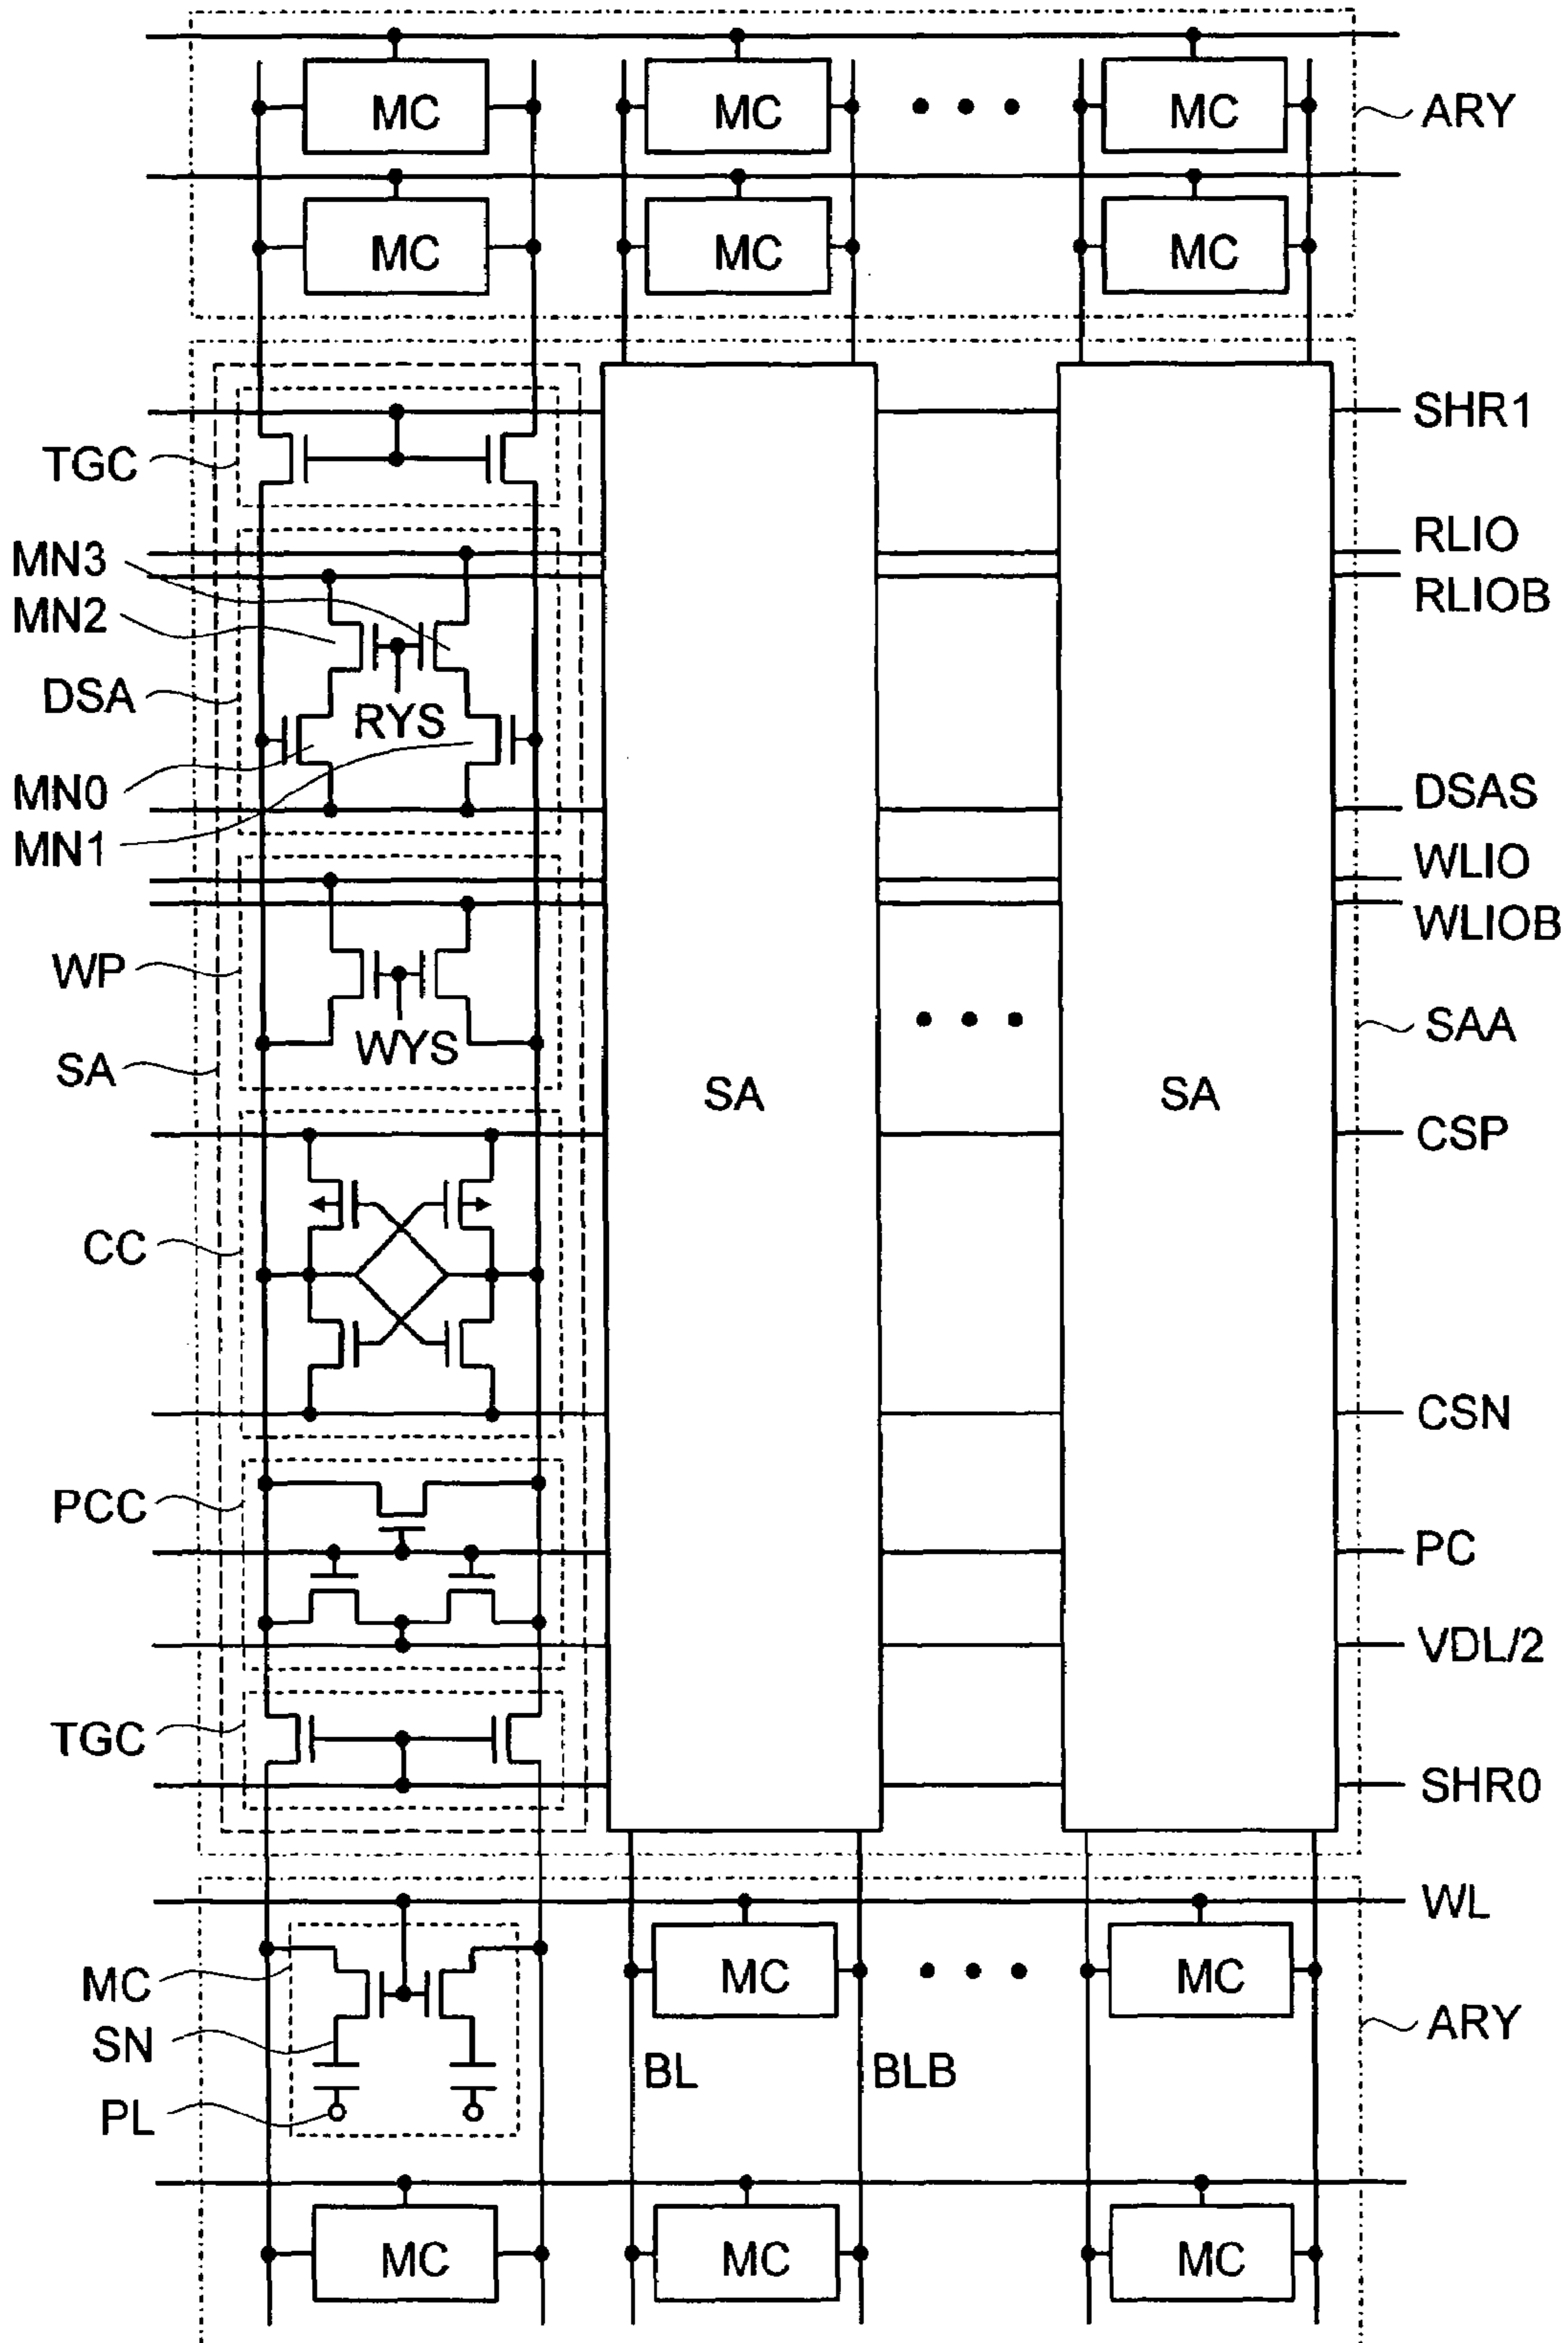 MC MC MC ARY
MC MC MC
SHR1
TGC
RLIO
MN3
RLIOB
MN2
DSA
RYS
MN0
DSAS
MN1
WLIO
WLIOB
WP
SAA
WYS
SA
SA SA
CSP
CC
CSN
PCC
PC
VDL/2
TGC
SHR0
WL
MC MC MC
ARY
SN
BL BLB
PL
MC MC MC